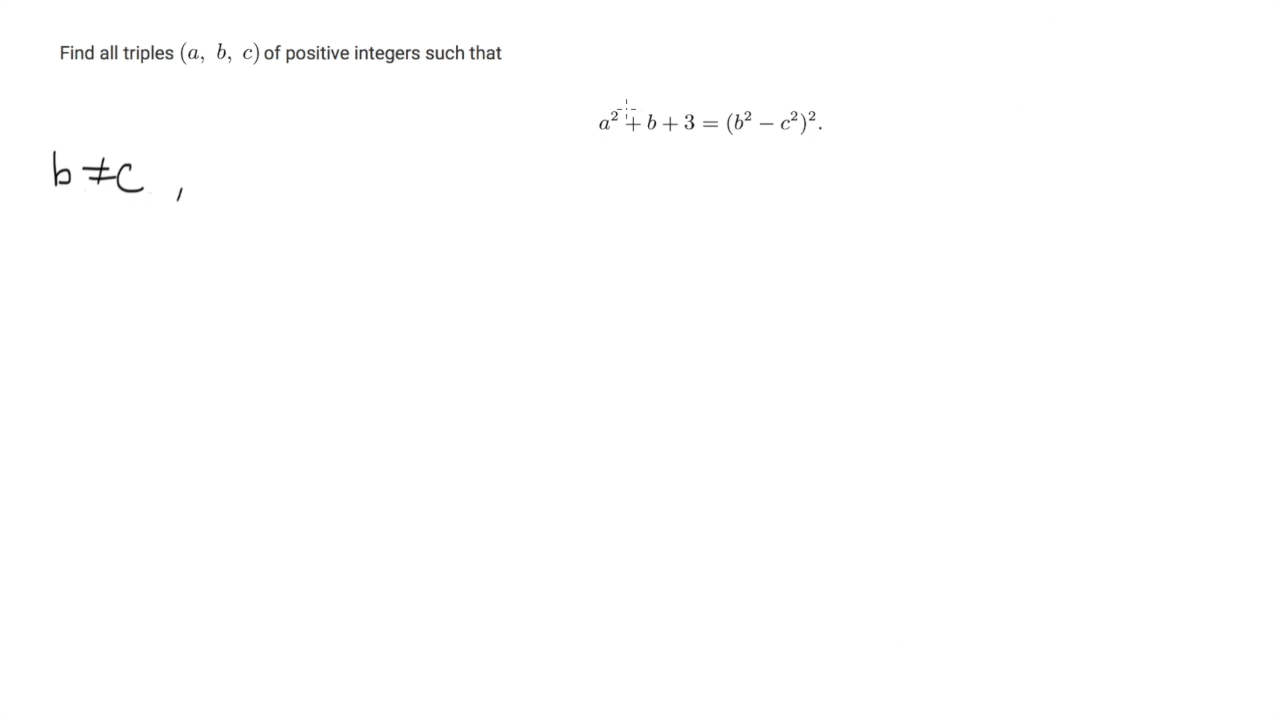 Find all triples (a, b, c) of positive integers such that
a² + b + 3 = (b² − c²)².
b ≠ c ,